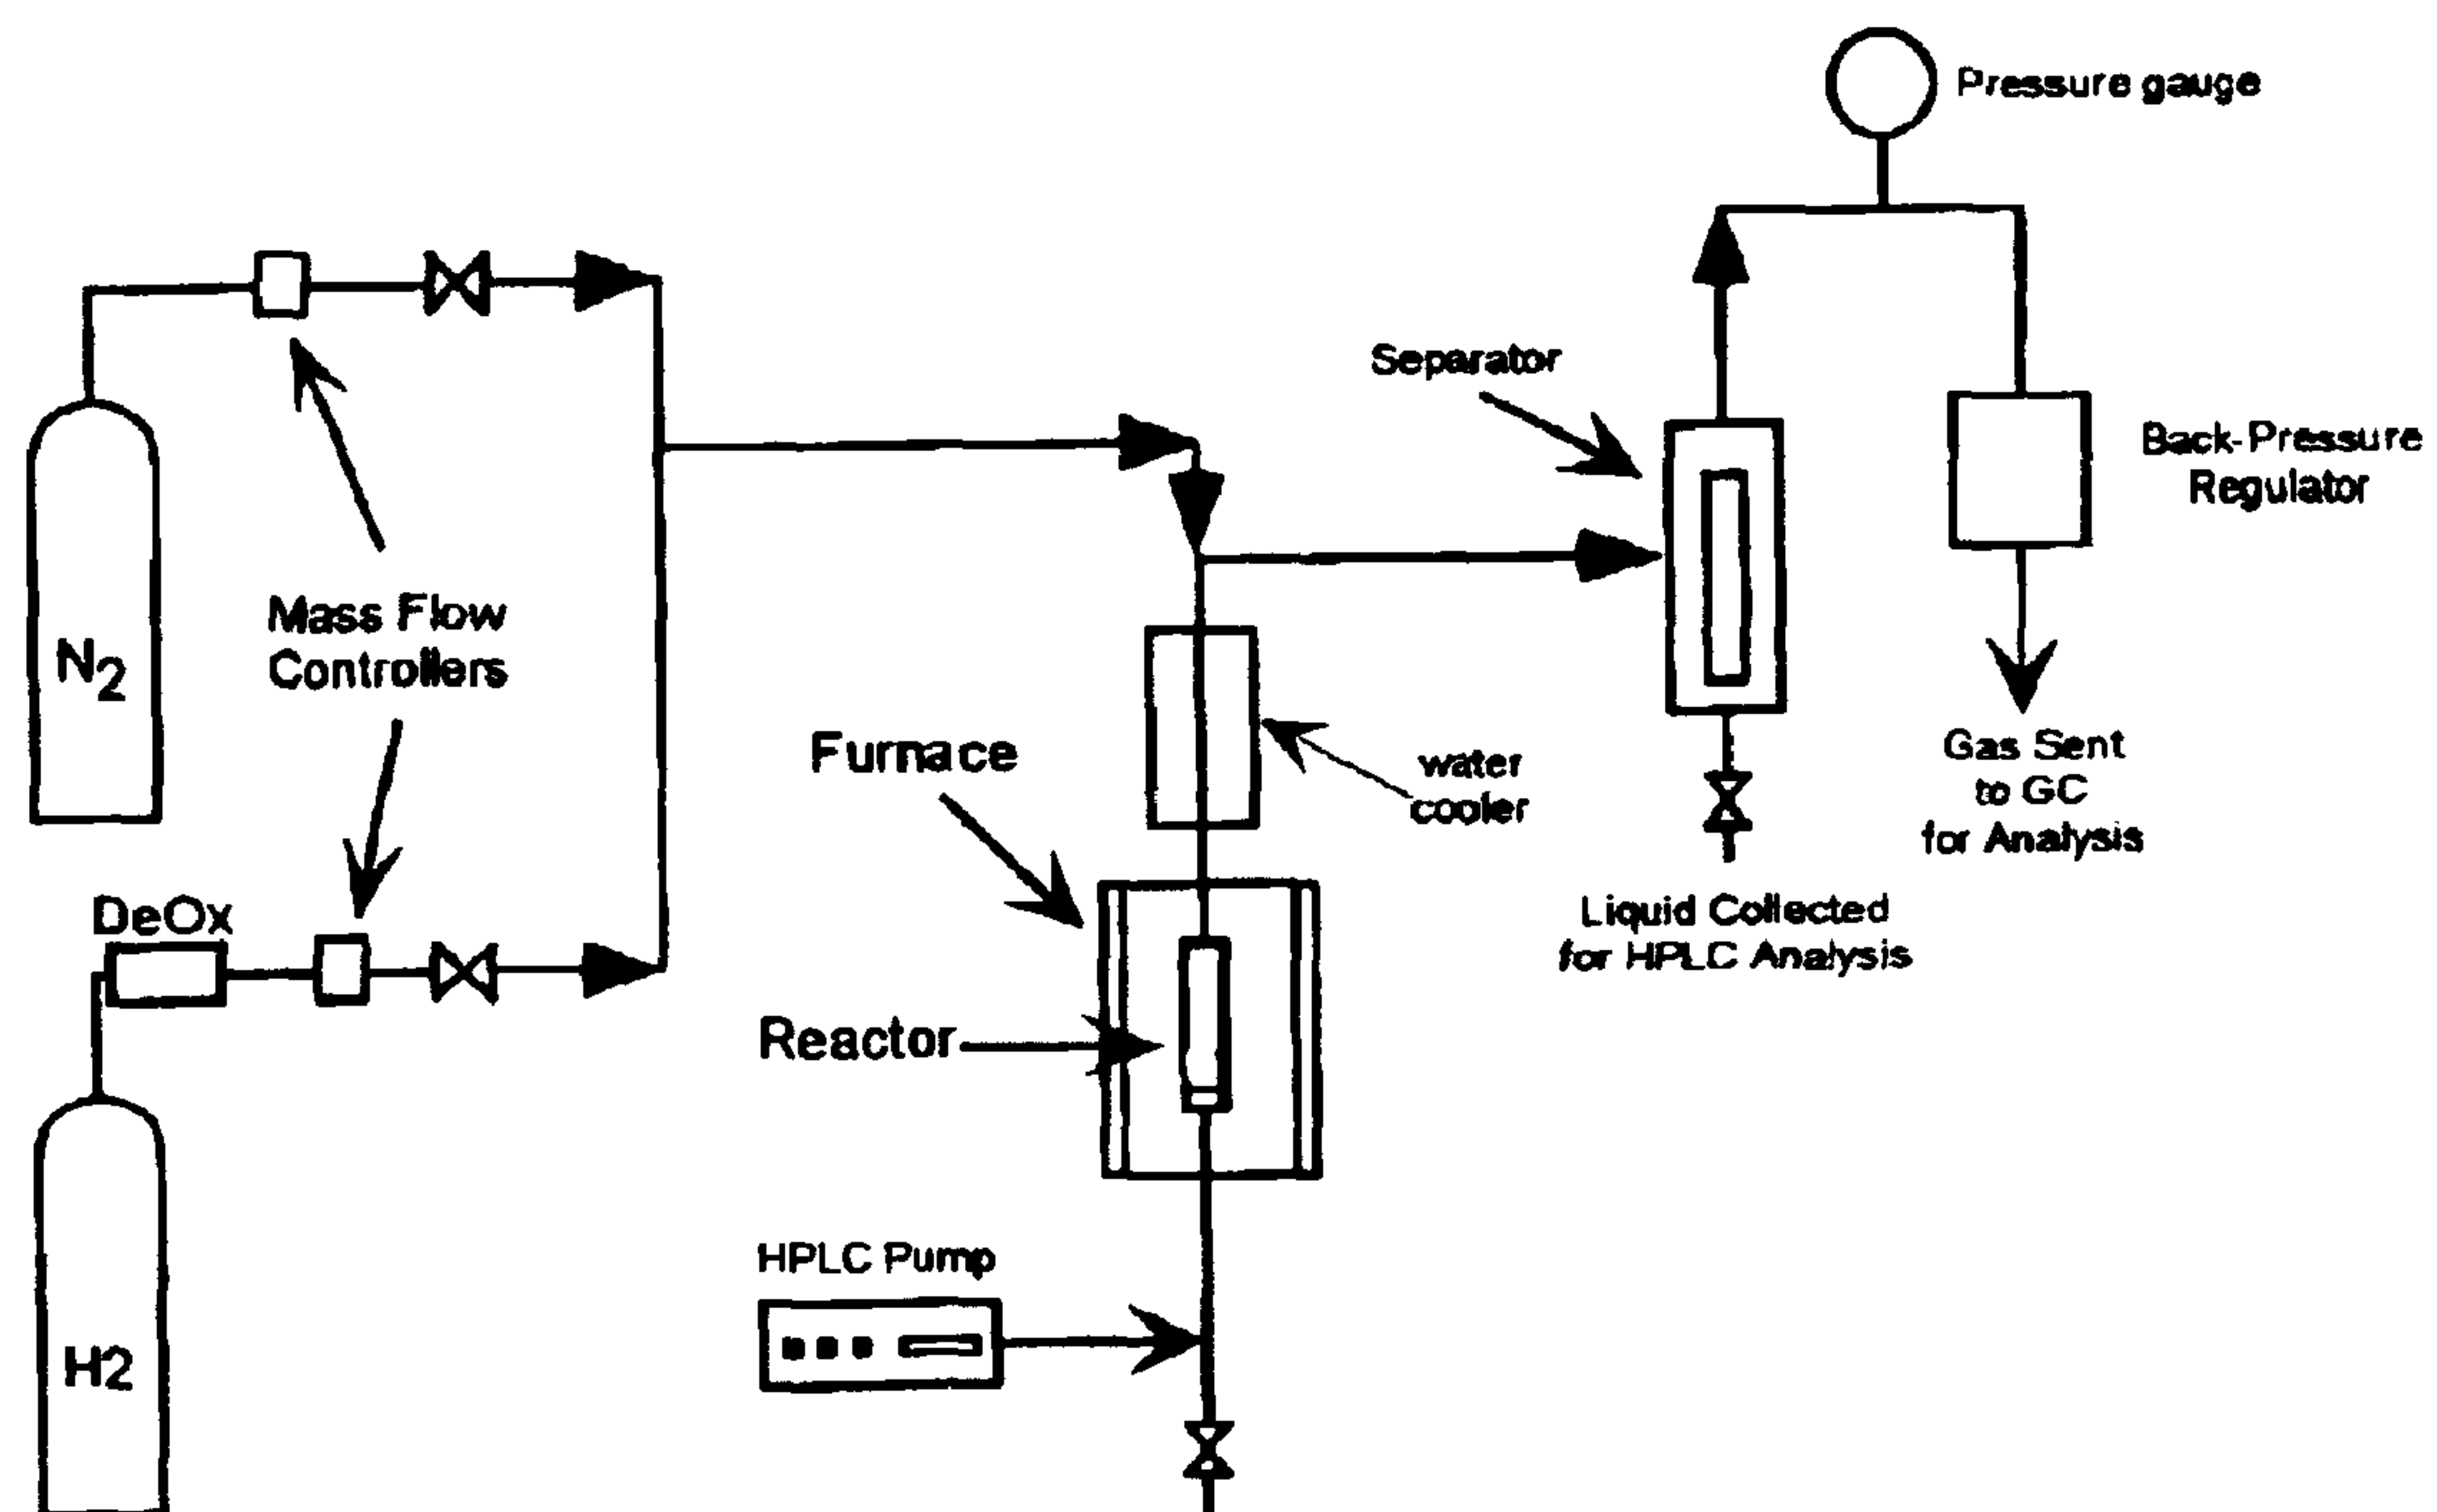 Pressure gauge
Separator
Back-Pressure
Regulator
Mass Flow
Controllers
N2
Furnace
water
cooler
Gas Sent
to GC
for Analysis
DeOx
Liquid Collected
for HPLC Analysis
Reactor
HPLC Pump
H2